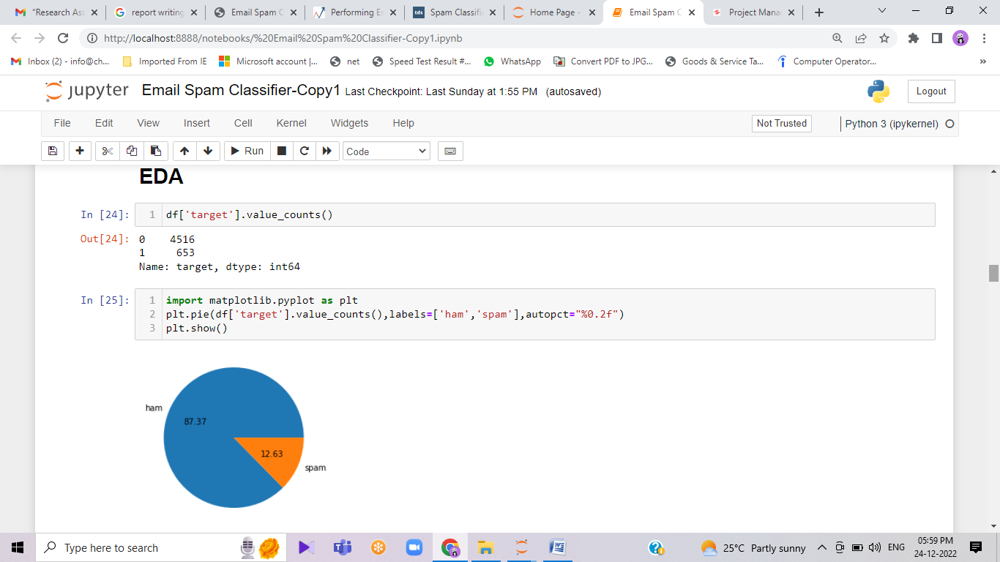 "Research Ass
report writing
Email Spam C
Performing E
tds
Spam Classifi
Home Page -
Email Spam C
Project Mana
http://localhost:8888/notebooks/%20Email%20Spam%20Classifier-Copy1.ipynb
Inbox (2) - info@ch...
Imported From IE
Microsoft account |...
net
Speed Test Result #...
WhatsApp
Convert PDF to JPG...
Goods & Service Ta...
Computer Operator...
»
jupyter Email Spam Classifier-Copy1 Last Checkpoint: Last Sunday at 1:55 PM (autosaved)
Logout
File Edit View Insert Cell Kernel Widgets Help
Not Trusted
Python 3 (ipykernel)
Run
Code
EDA
In [24]: 1 df['target'].value_counts()
Out[24]: 0 4516
1 653
Name: target, dtype: int64
In [25]: 1 import matplotlib.pyplot as plt
2 plt.pie(df['target'].value_counts(),labels=['ham','spam'],autopct="%0.2f")
3 plt.show()
ham
87.37
12.63
spam
Type here to search
25°C Partly sunny
ENG
05:59 PM
24-12-2022